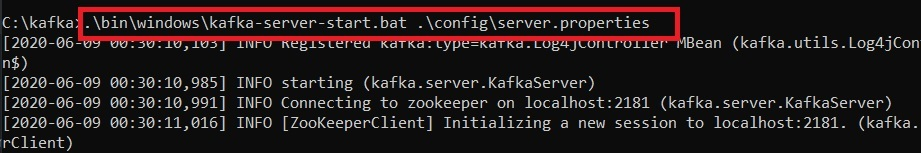 C:\kafka>.\bin\windows\kafka-server-start.bat .\config\server.properties
[2020-06-09 00:30:10,103] INFO Registered kafka:type=kafka.Log4jController MBean (kafka.utils.Log4jCo
n$)
[2020-06-09 00:30:10,985] INFO starting (kafka.server.KafkaServer)
[2020-06-09 00:30:10,991] INFO Connecting to zookeeper on localhost:2181 (kafka.server.KafkaServer)
[2020-06-09 00:30:11,016] INFO [ZooKeeperClient] Initializing a new session to localhost:2181. (kafka
rClient)